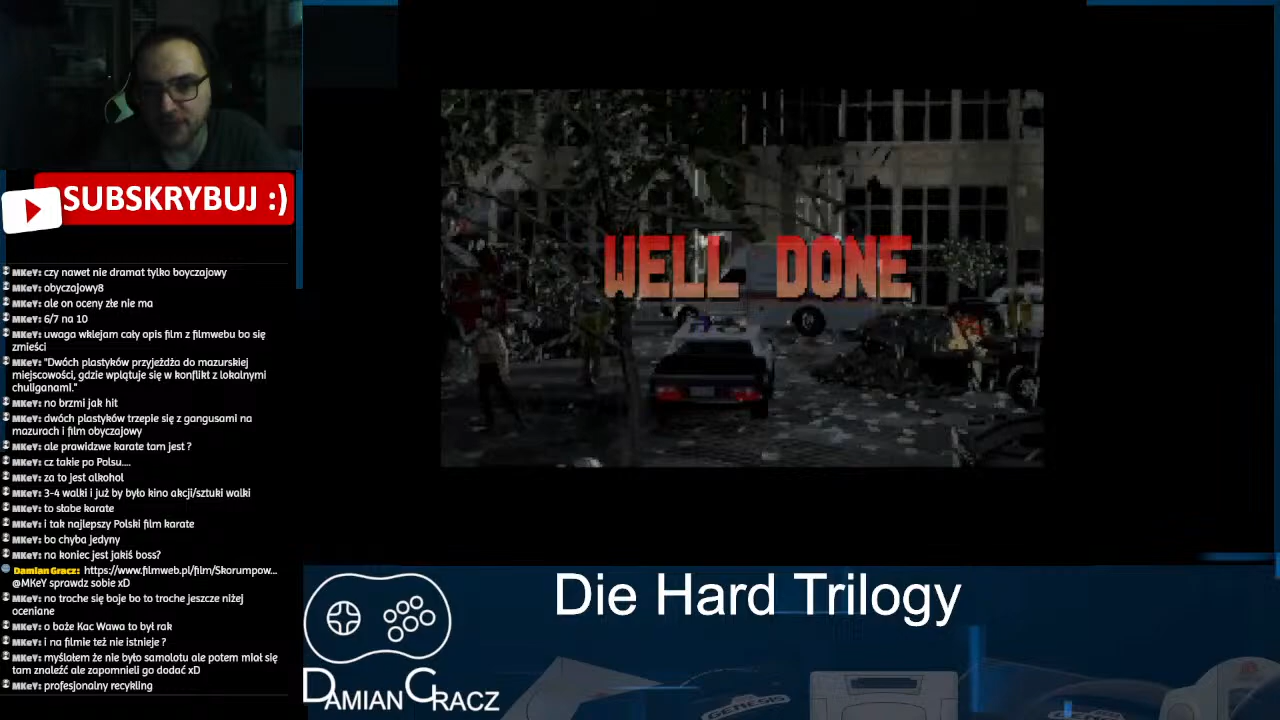 SUBSKRYBUJ :)
MKeY: czy nawet nie dramat tylko boyczajowy
MKeY: obyczajowy8
MKeY: ale on oceny złe nie ma
MKeY: 6/7 na 10
MKeY: uwaga wklejam cały opis film z filmwebu bo się
zmieści
MKeY: "Dwóch plastyków przyjeżdża do mazurskiej
miejscowości, gdzie wplątuje się w konflikt z lokalnymi
chuliganami."
MKeY: no brzmi jak hit
MKeY: dwóch plastyków trzepie się z gangusami na
mazurach i film obyczajowy
MKeY: ale prawidzwe karate tam jest ?
MKeY: cz takie po Polsu....
MKeY: za to jest alkohol
MKeY: 3-4 walki i już by było kino akcji/sztuki walki
MKeY: to słabe karate
MKeY: i tak najlepszy Polski film karate
MKeY: bo chyba jedyny
MKeY: na koniec jest jakiś boss?
Damian Gracz: https://www.filmweb.pl/film/Skorumpow...
@MKeY sprawdz sobie xD
MKeY: no troche się boje bo to troche jeszcze niżej
oceniane
MKeY: o boże Kac Wawa to był rak
MKeY: i na filmie też nie istnieje ?
MKeY: myślałem że nie było samolotu ale potem miał się
tam znaleźć ale zapomnieli go dodać xD
MKeY: profesjonalny recykling
WELL DONE
Die Hard Trilogy
DAMIAN GRACZ
GENESIS